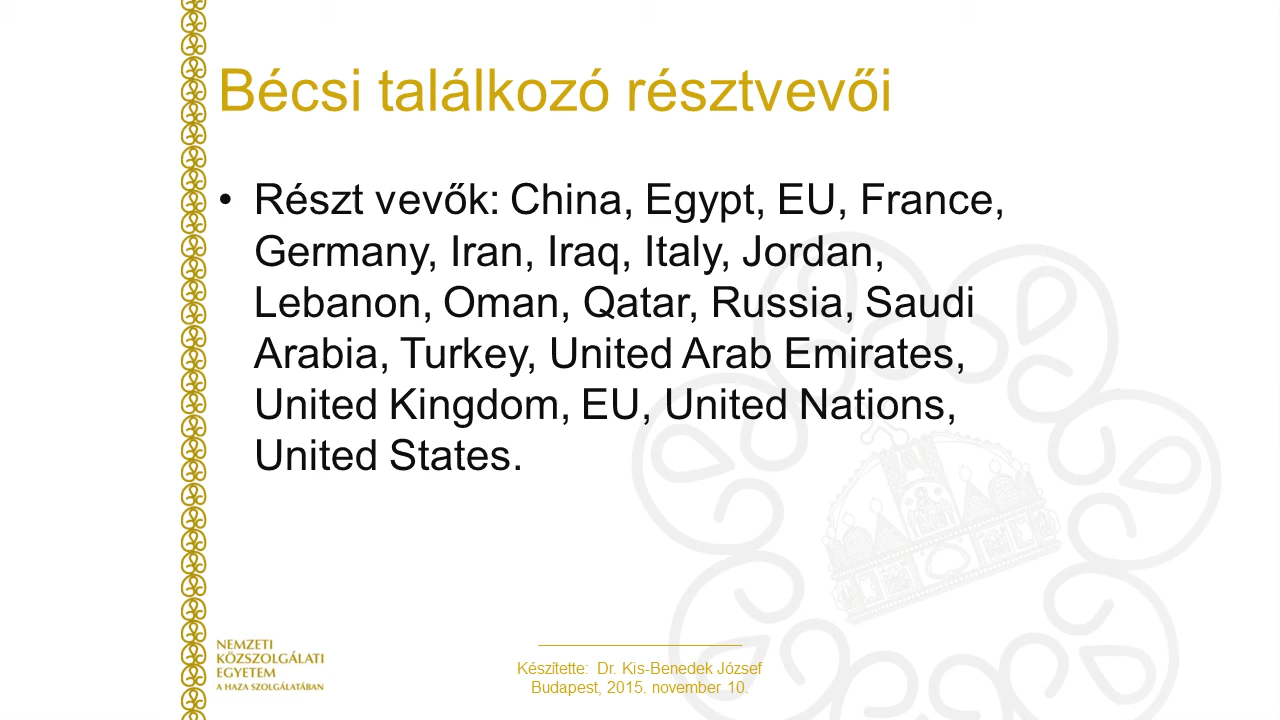 Bécsi találkozó résztvevői
• Részt vevők: China, Egypt, EU, France,
Germany, Iran, Iraq, Italy, Jordan,
Lebanon, Oman, Qatar, Russia, Saudi
Arabia, Turkey, United Arab Emirates,
United Kingdom, EU, United Nations,
United States.
NEMZETI
KÖZSZOLGÁLATI
EGYETEM
A HAZA SZOLGÁLATÁBAN
Készítette: Dr. Kis-Benedek József
Budapest, 2015. november 10.